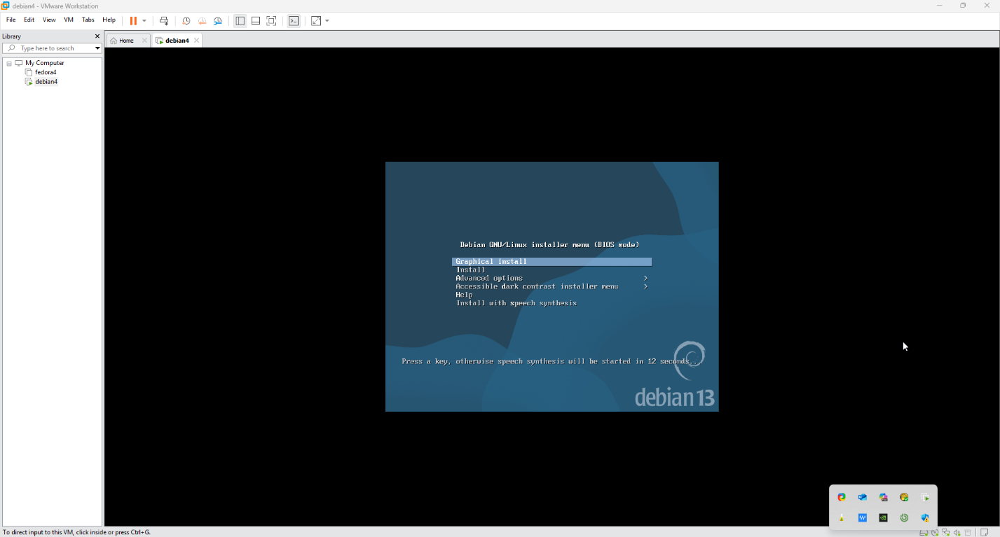 debian4 - VMware Workstation
File Edit View VM Tabs Help
Library
Type here to search
My Computer
fedora4
debian4
Home
debian4
Debian GNU/Linux installer menu (BIOS mode)
Graphical install
Install
Advanced options >
Accessible dark contrast installer menu >
Help
Install with speech synthesis
Press a key, otherwise speech synthesis will be started in 12 seconds...
debian 13
To direct input to this VM, click inside or press Ctrl+G.